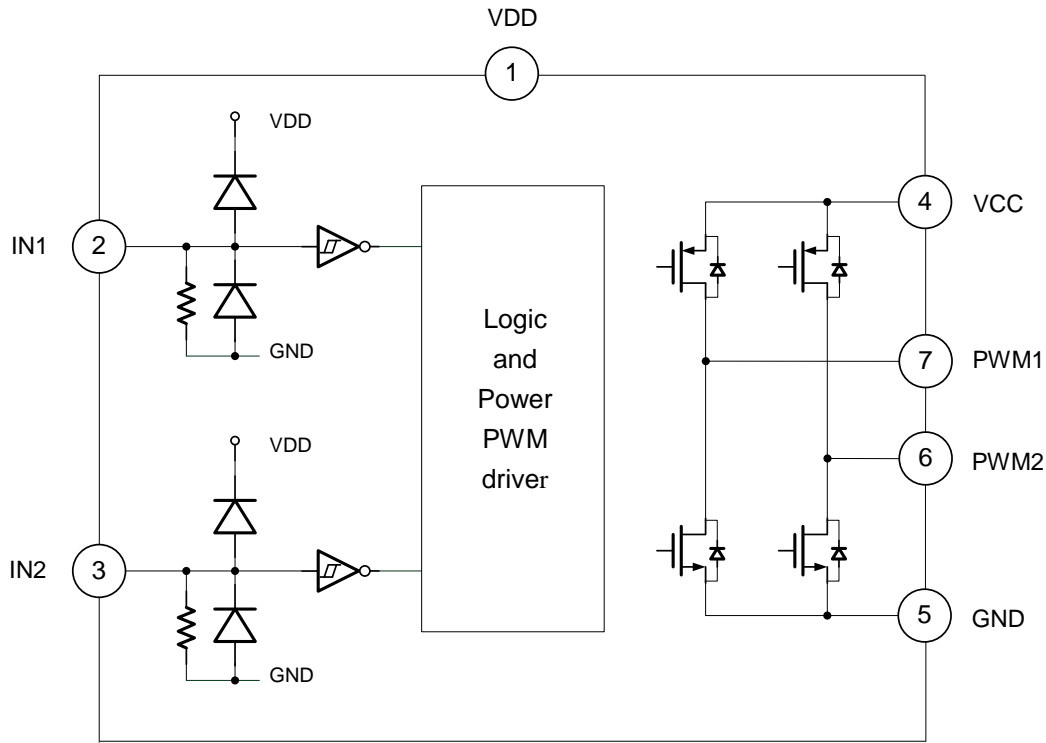 VDD
1
VDD
IN1
2
GND
VDD
IN2
3
GND
Logic
and
Power
PWM
driver
4
VCC
7
PWM1
6
PWM2
5
GND